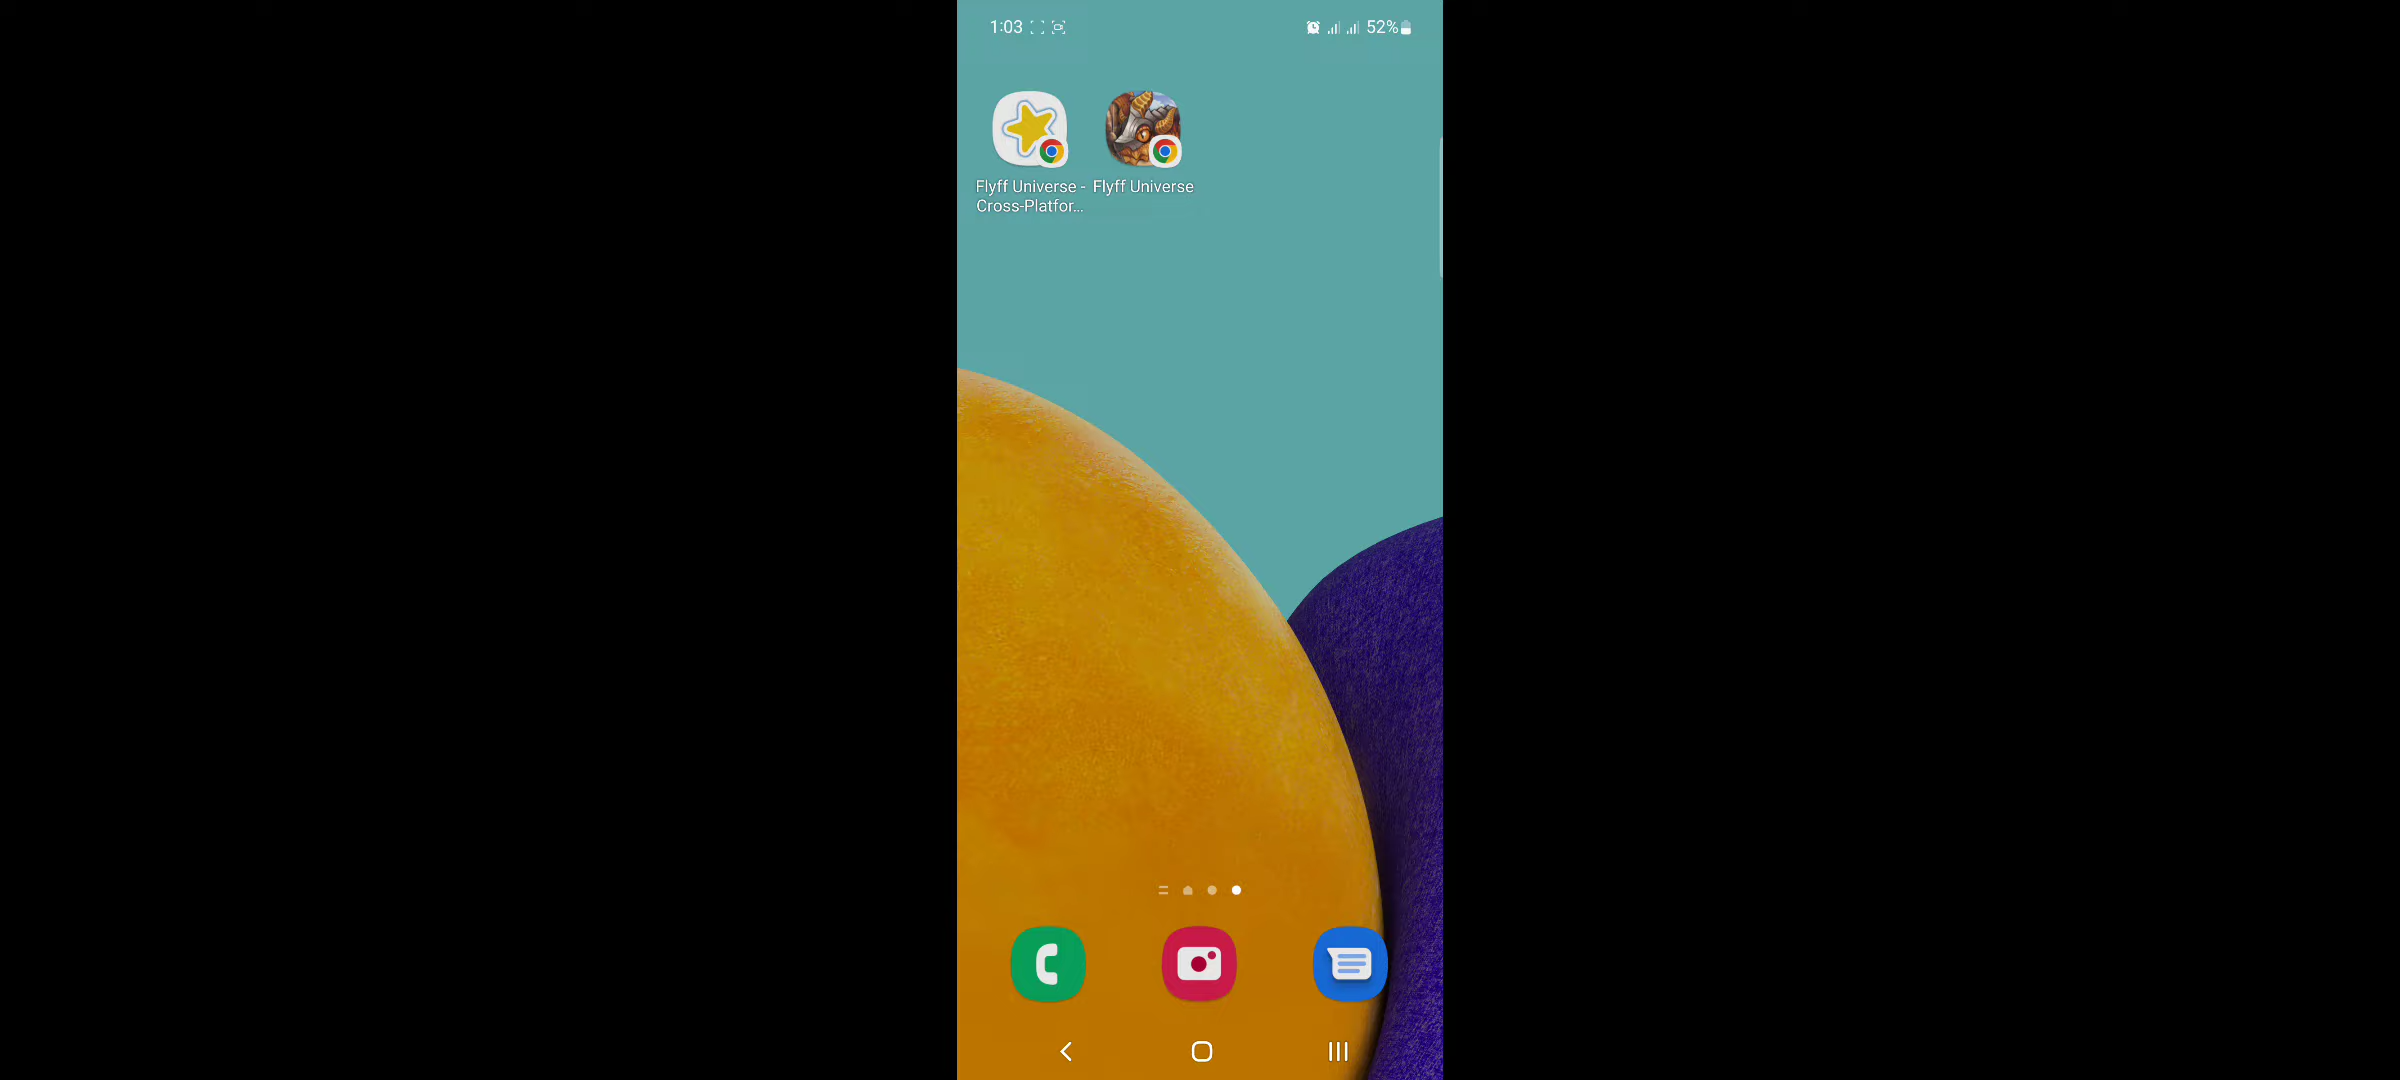 1:03
52%
Flyff Universe -
Cross-Platfor...
Flyff Universe